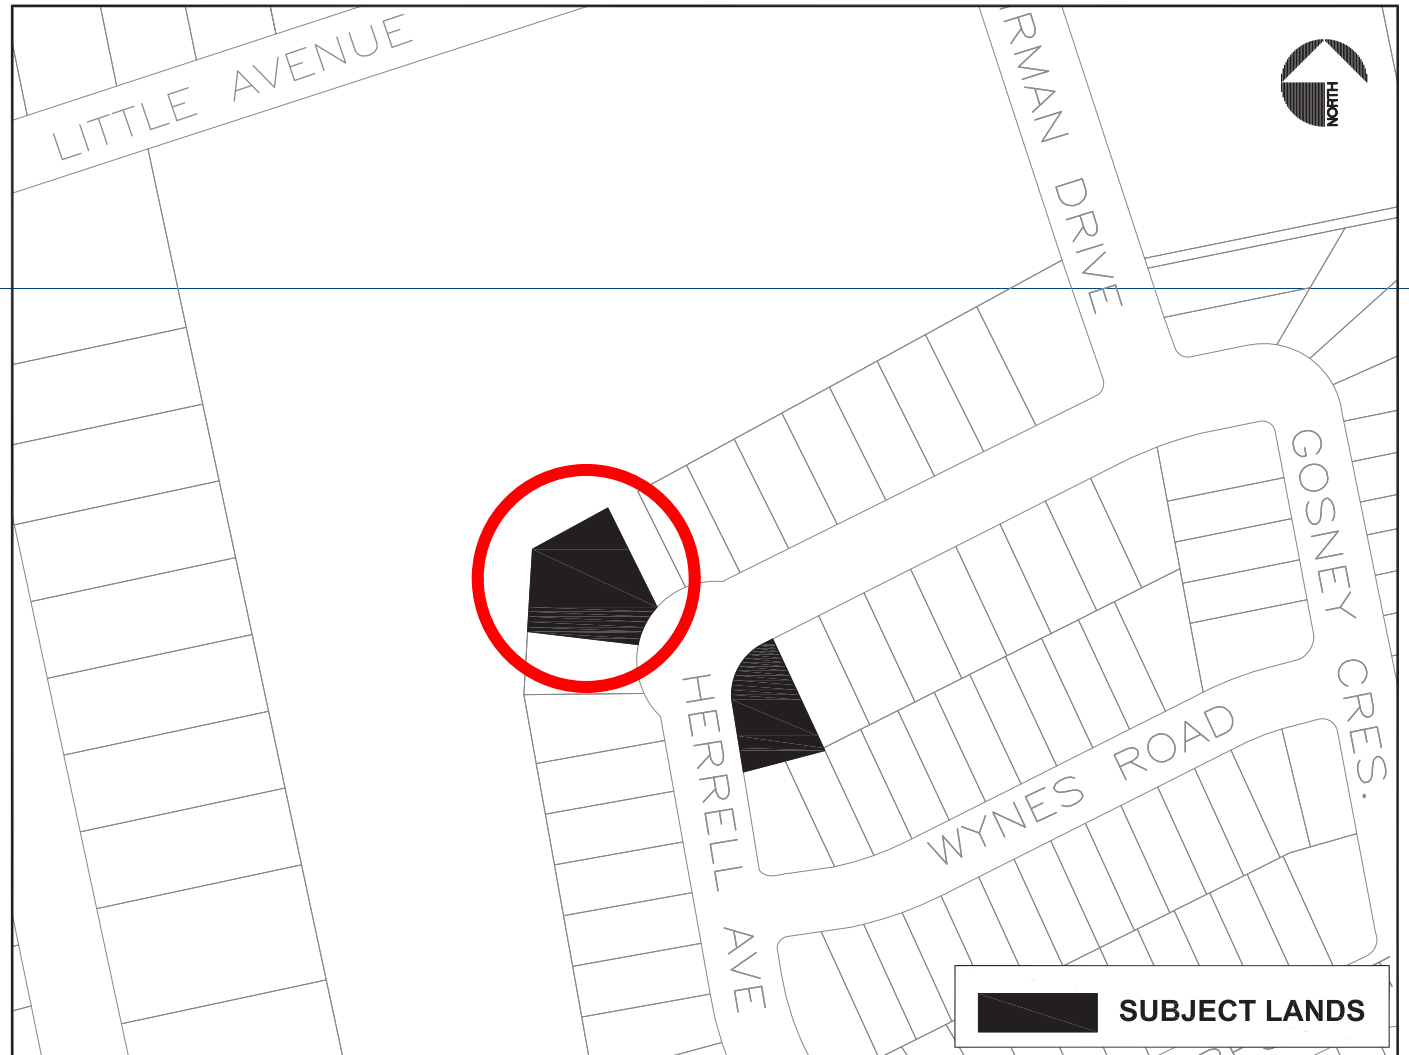 LITTLE AVENUE
RMAN DRIVE
NORTH
GOSNEY CRES.
HERRELL AVE
WYNES ROAD
SUBJECT LANDS